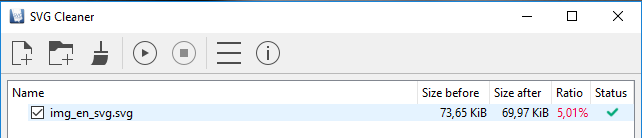 SVG Cleaner
Name Size before Size after Ratio Status
img_en_svg.svg 73,65 KiB 69,97 KiB 5,01%